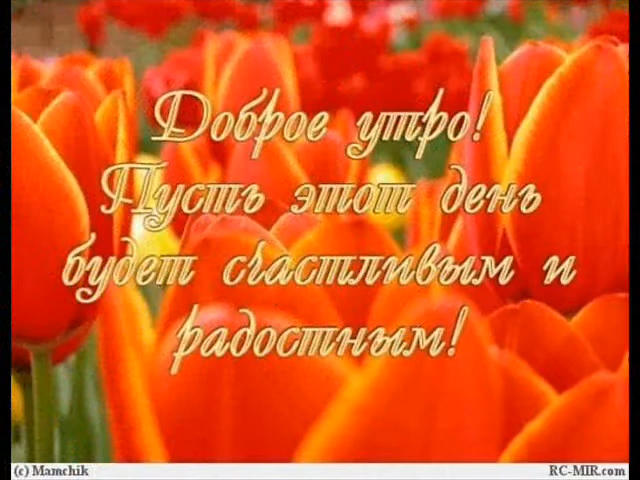 Доброе утро!
Пусть этот день
будет счастливым и
радостным!
(c) Mamchik
RC-MIR.com